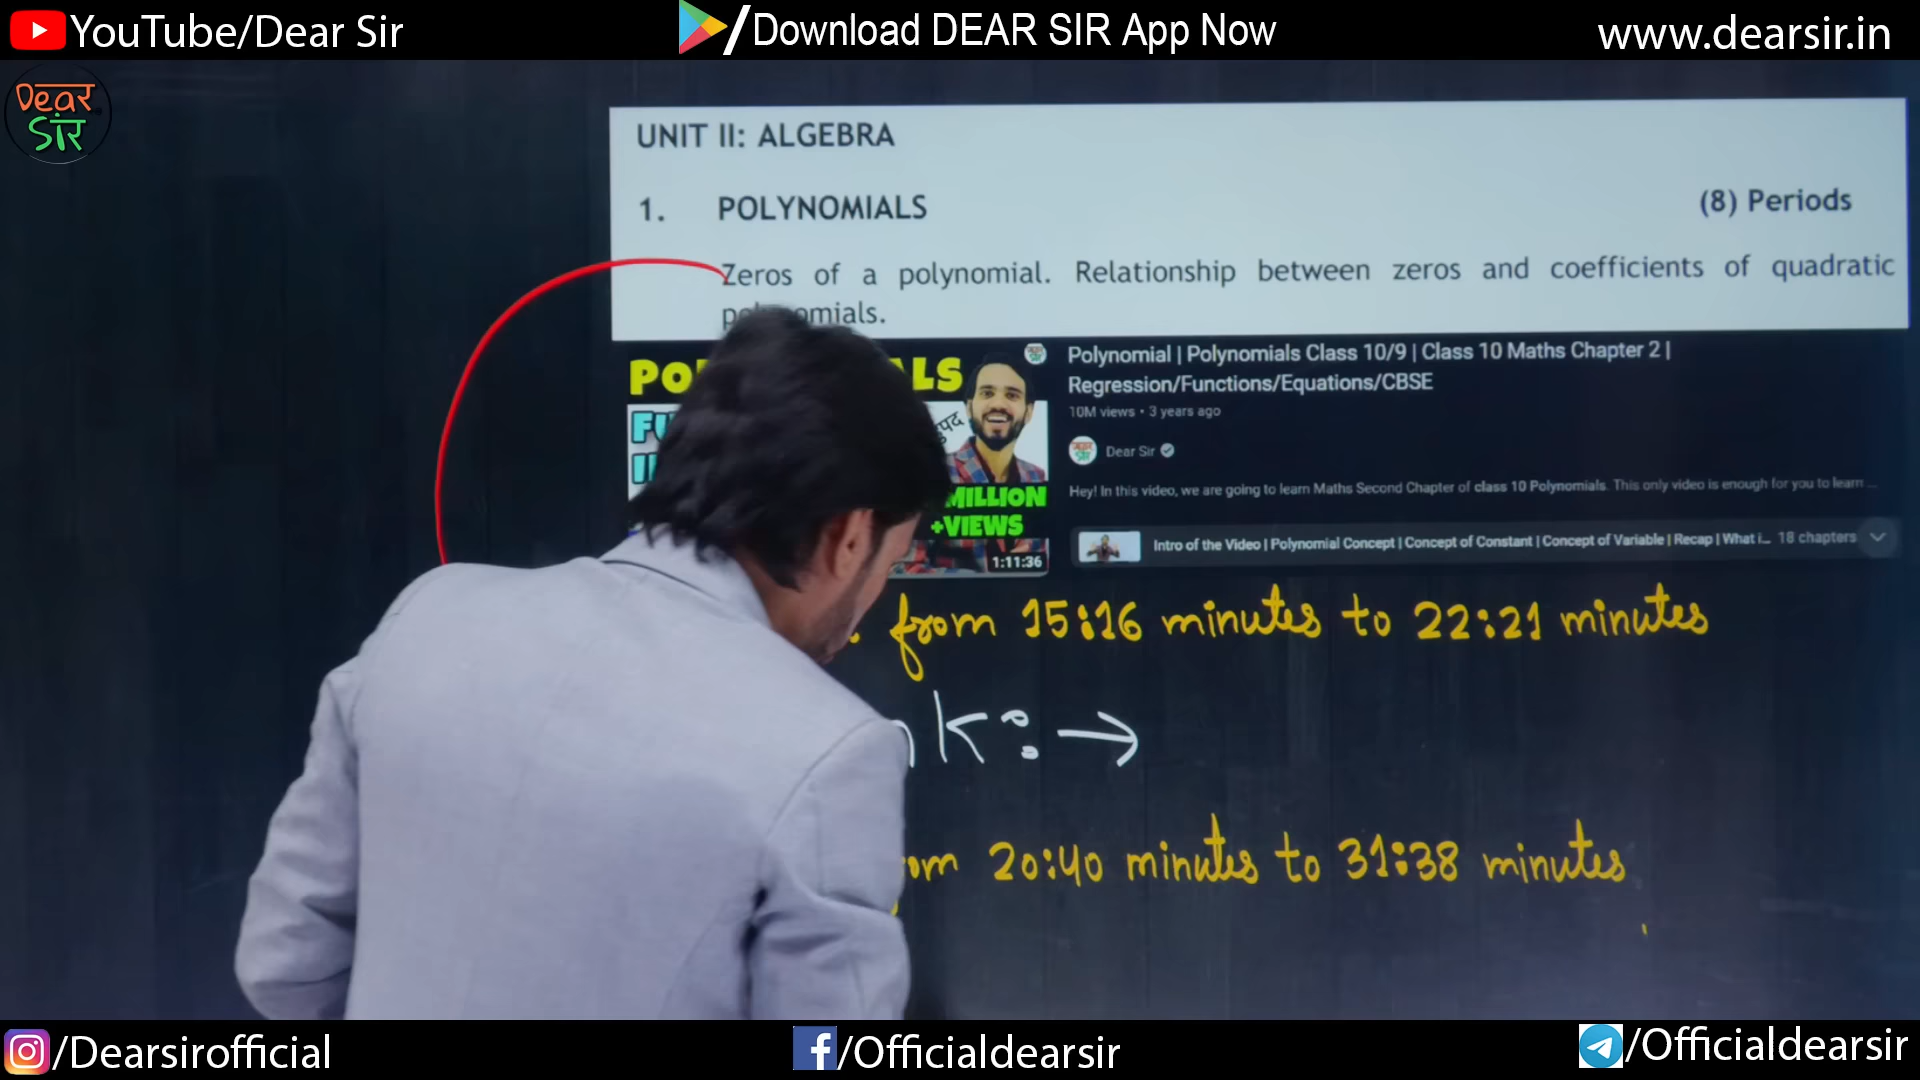 YouTube/Dear Sir
/Download DEAR SIR App Now
www.dearsir.in
Dearर
Siंर
UNIT II: ALGEBRA
1. POLYNOMIALS (8) Periods
Zeros of a polynomial. Relationship between zeros and coefficients of quadratic
polynomials.
Polynomial | Polynomials Class 10/9 | Class 10 Maths Chapter 2 |
Regression/Functions/Equations/CBSE
10M views • 3 years ago
Dear Sir
Hey! In this video, we are going to learn Maths Second Chapter of class 10 Polynomials. This only video is enough for you to learn ...
MILLION
+VIEWS
1:11:36
Intro of the Video | Polynomial Concept | Concept of Constant | Concept of Variable | Recap | What i... 18 chapters
from 15:16 minutes to 22:21 minutes
k:→
20:40 minutes to 31:38 minutes
/Dearsirofficial
/Officialdearsir
/Officialdearsir